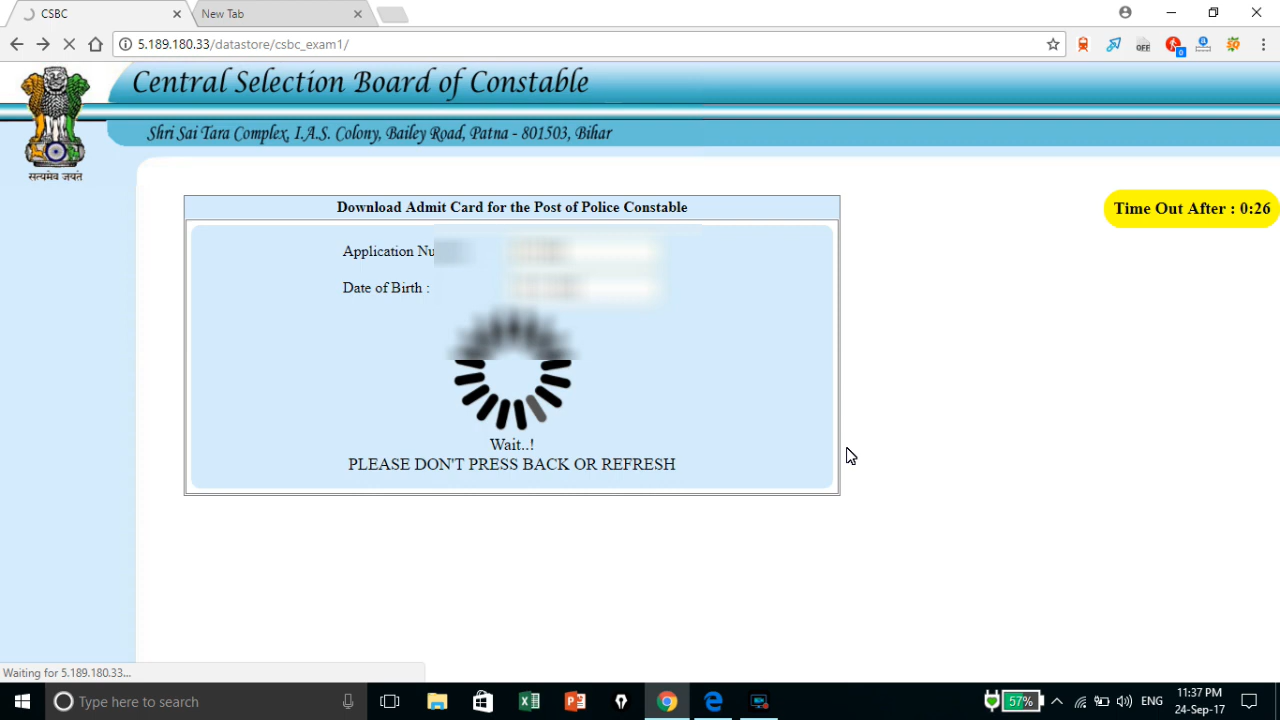 CSBC
New Tab
5.189.180.33/datastore/csbc_exam1/
OFF
0
Central Selection Board of Constable
Shri Sai Tara Complex, I.A.S. Colony, Bailey Road, Patna - 801503, Bihar
सत्यमेव जयते
Download Admit Card for the Post of Police Constable
Time Out After : 0:26
Application Nu
Date of Birth :
Wait..!
PLEASE DON'T PRESS BACK OR REFRESH
Waiting for 5.189.180.33...
Type here to search
57%
ENG
11:37 PM
24-Sep-17